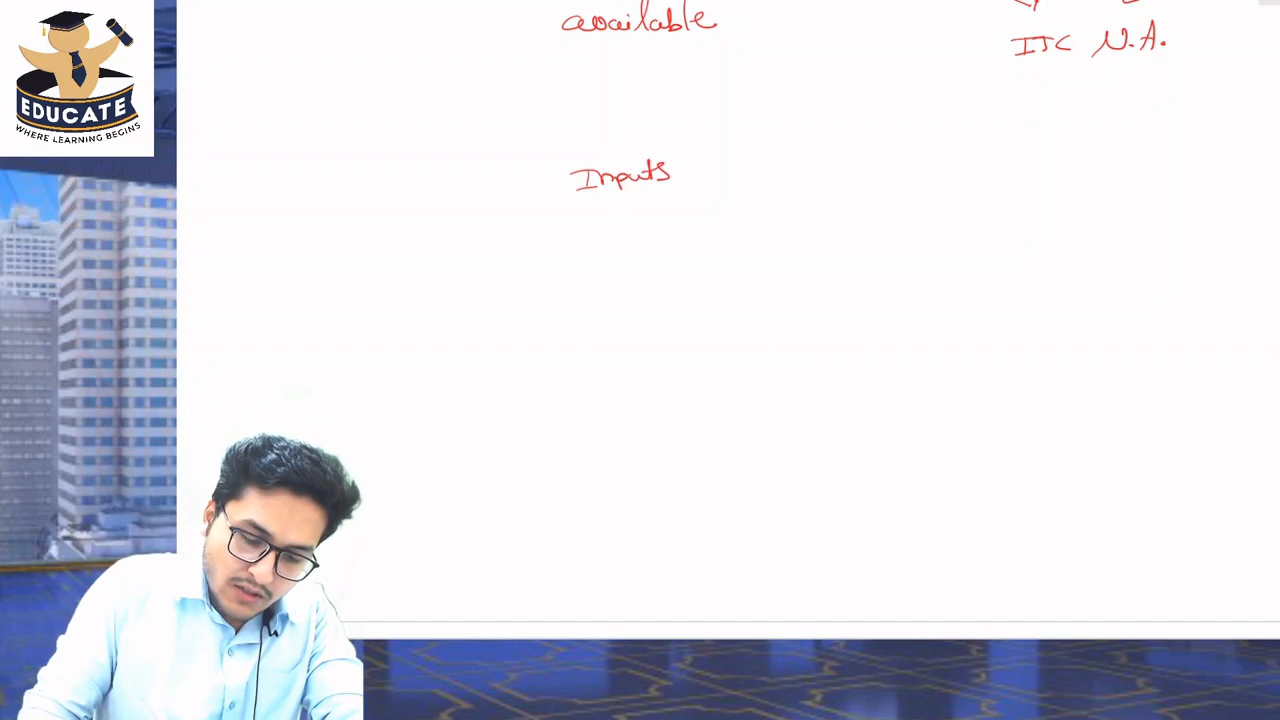 EDUCATE
WHERE LEARNING BEGINS
available
ITC N.A.
Inputs